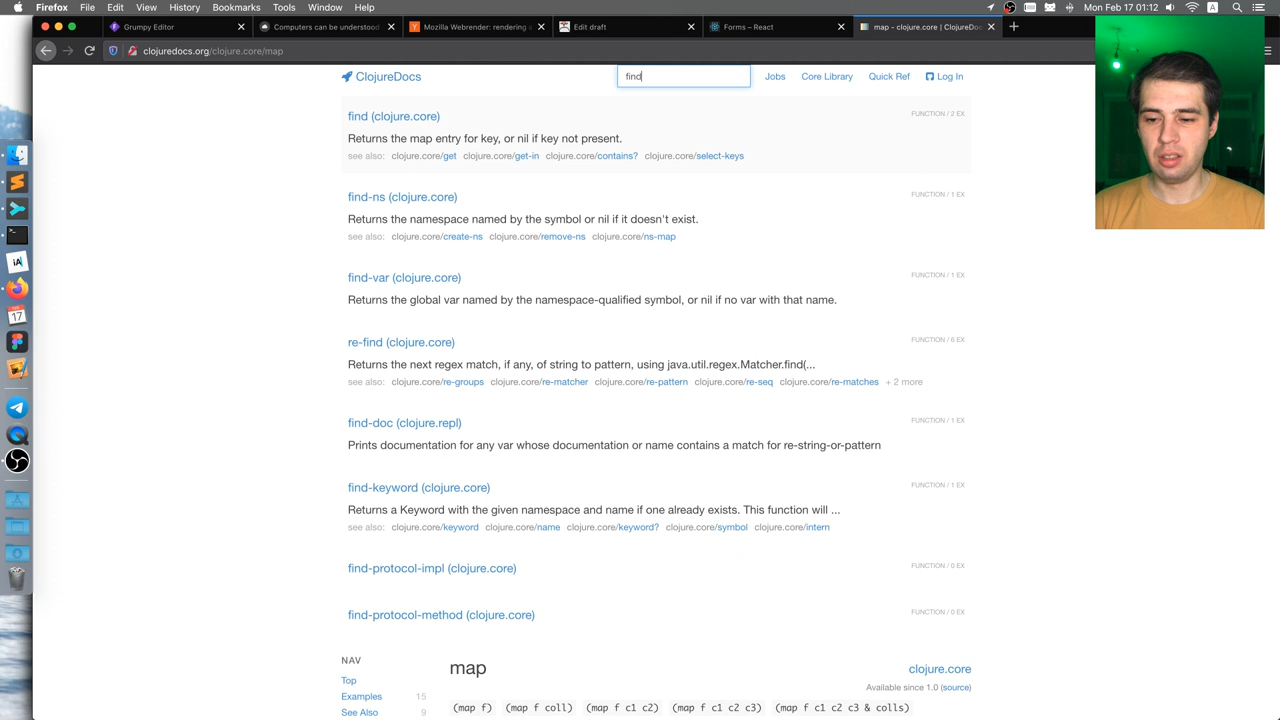 Firefox File Edit View History Bookmarks Tools Window Help
Grumpy Editor
Computers can be understood
Mozilla Webrender: rendering
Edit draft
Forms – React
map - clojure.core | ClojureDoc
clojuredocs.org/clojure.core/map
ClojureDocs
find
Jobs
Core Library
Quick Ref
Log In
find (clojure.core)
FUNCTION / 2 EX
Returns the map entry for key, or nil if key not present.
see also: clojure.core/get clojure.core/get-in clojure.core/contains? clojure.core/select-keys
find-ns (clojure.core)
FUNCTION / 1 EX
Returns the namespace named by the symbol or nil if it doesn't exist.
see also: clojure.core/create-ns clojure.core/remove-ns clojure.core/ns-map
find-var (clojure.core)
FUNCTION / 1 EX
Returns the global var named by the namespace-qualified symbol, or nil if no var with that name.
re-find (clojure.core)
FUNCTION / 6 EX
Returns the next regex match, if any, of string to pattern, using java.util.regex.Matcher.find(...
see also: clojure.core/re-groups clojure.core/re-matcher clojure.core/re-pattern clojure.core/re-seq clojure.core/re-matches + 2 more
find-doc (clojure.repl)
FUNCTION / 1 EX
Prints documentation for any var whose documentation or name contains a match for re-string-or-pattern
find-keyword (clojure.core)
FUNCTION / 1 EX
Returns a Keyword with the given namespace and name if one already exists. This function will ...
see also: clojure.core/keyword clojure.core/name clojure.core/keyword? clojure.core/symbol clojure.core/intern
find-protocol-impl (clojure.core)
FUNCTION / 0 EX
find-protocol-method (clojure.core)
FUNCTION / 0 EX
NAV
Top
Examples 15
See Also 9
map
clojure.core
Available since 1.0 (source)
(map f) (map f coll) (map f c1 c2) (map f c1 c2 c3) (map f c1 c2 c3 & colls)
iA
17